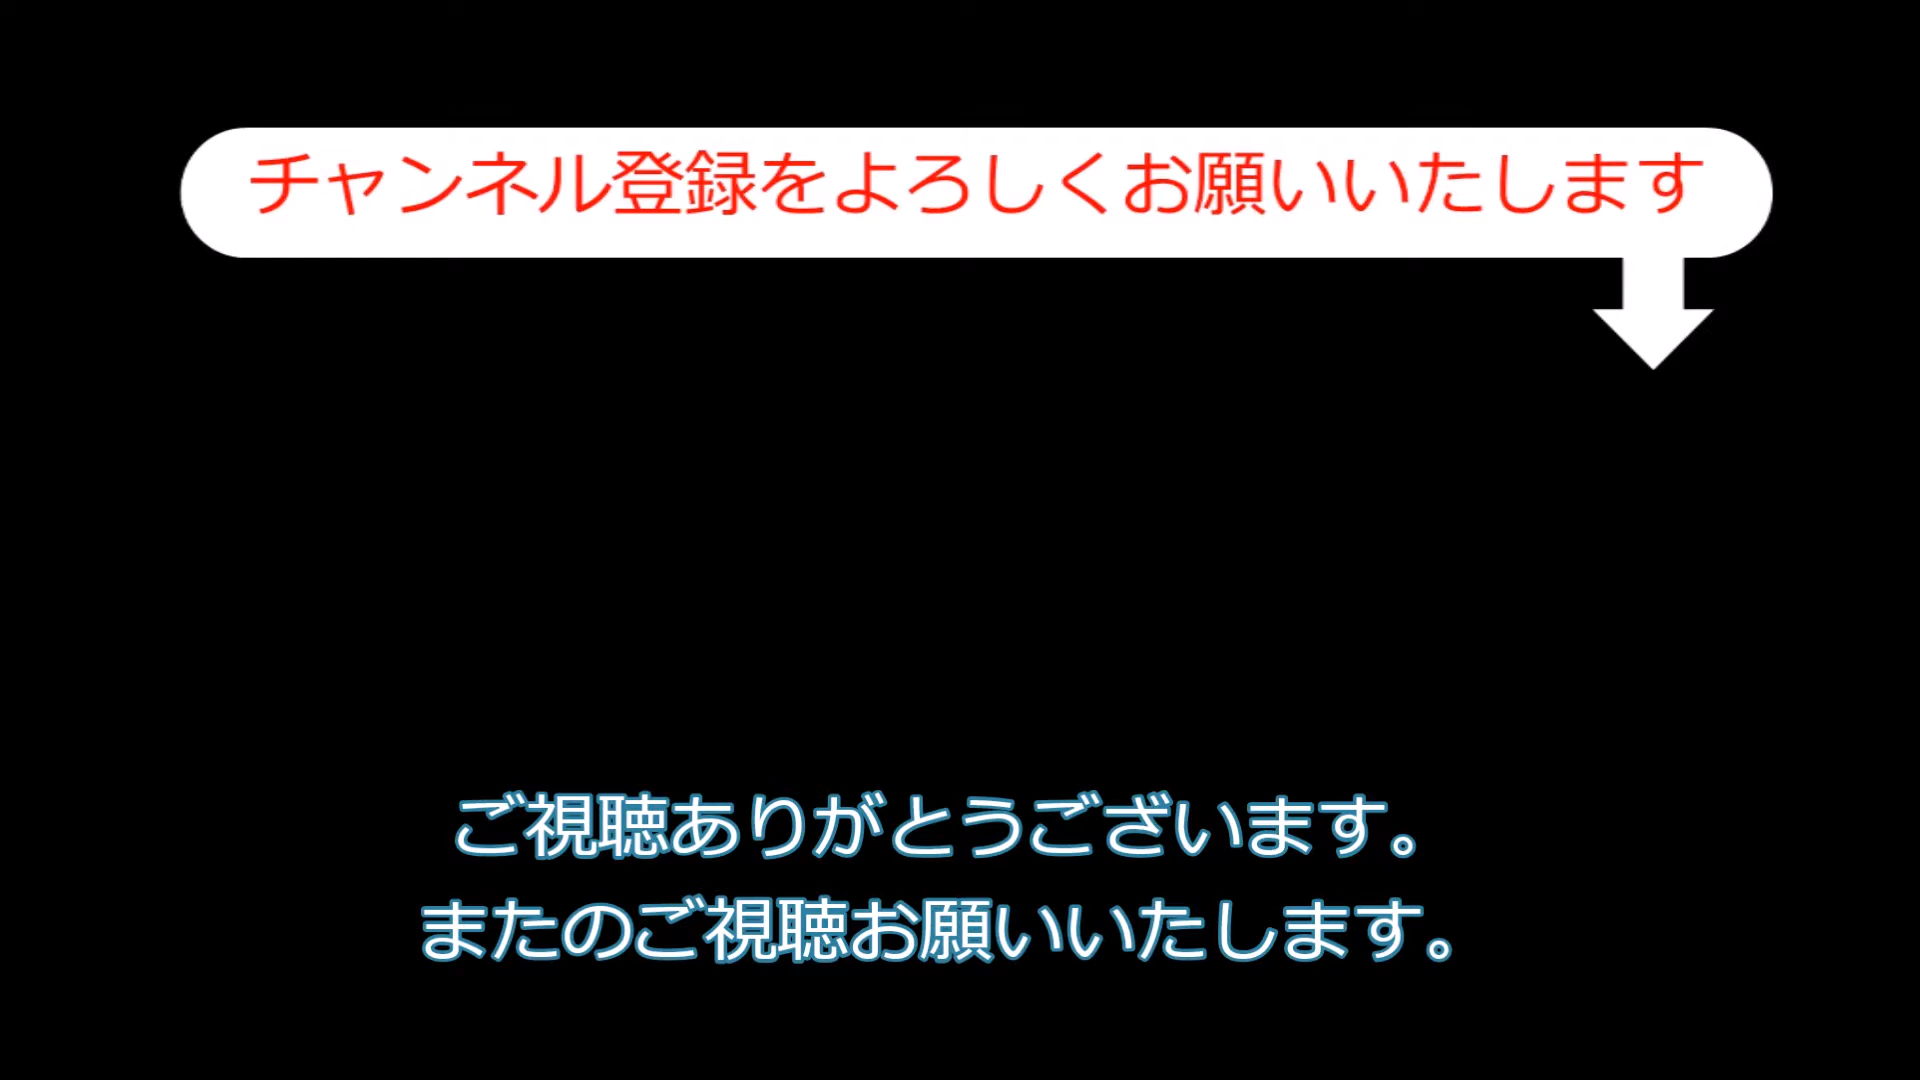 チャンネル登録をよろしくお願いいたします
ご視聴ありがとうございます。
またのご視聴お願いいたします。